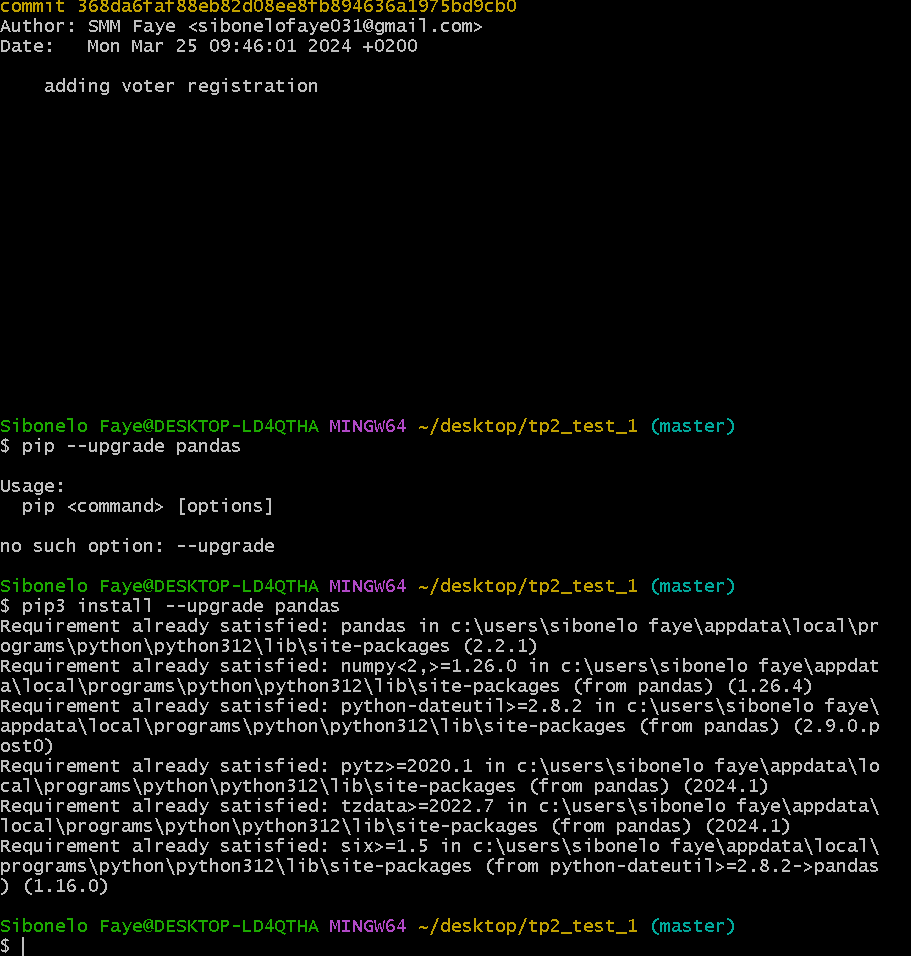 commit 368da6faf88eb82d08ee8fb894636a1975bd9cb0
Author: SMM Faye <sibonelofaye031@gmail.com>
Date:   Mon Mar 25 09:46:01 2024 +0200
    adding voter registration
Sibonelo Faye@DESKTOP-LD4QTHA MINGW64 ~/desktop/tp2_test_1 (master)
$ pip --upgrade pandas
Usage:
  pip <command> [options]
no such option: --upgrade
Sibonelo Faye@DESKTOP-LD4QTHA MINGW64 ~/desktop/tp2_test_1 (master)
$ pip3 install --upgrade pandas
Requirement already satisfied: pandas in c:\users\sibonelo faye\appdata\local\pr
ograms\python\python312\lib\site-packages (2.2.1)
Requirement already satisfied: numpy<2,>=1.26.0 in c:\users\sibonelo faye\appdat
a\local\programs\python\python312\lib\site-packages (from pandas) (1.26.4)
Requirement already satisfied: python-dateutil>=2.8.2 in c:\users\sibonelo faye\
appdata\local\programs\python\python312\lib\site-packages (from pandas) (2.9.0.p
ost0)
Requirement already satisfied: pytz>=2020.1 in c:\users\sibonelo faye\appdata\lo
cal\programs\python\python312\lib\site-packages (from pandas) (2024.1)
Requirement already satisfied: tzdata>=2022.7 in c:\users\sibonelo faye\appdata\
local\programs\python\python312\lib\site-packages (from pandas) (2024.1)
Requirement already satisfied: six>=1.5 in c:\users\sibonelo faye\appdata\local\
programs\python\python312\lib\site-packages (from python-dateutil>=2.8.2->pandas
) (1.16.0)
Sibonelo Faye@DESKTOP-LD4QTHA MINGW64 ~/desktop/tp2_test_1 (master)
$